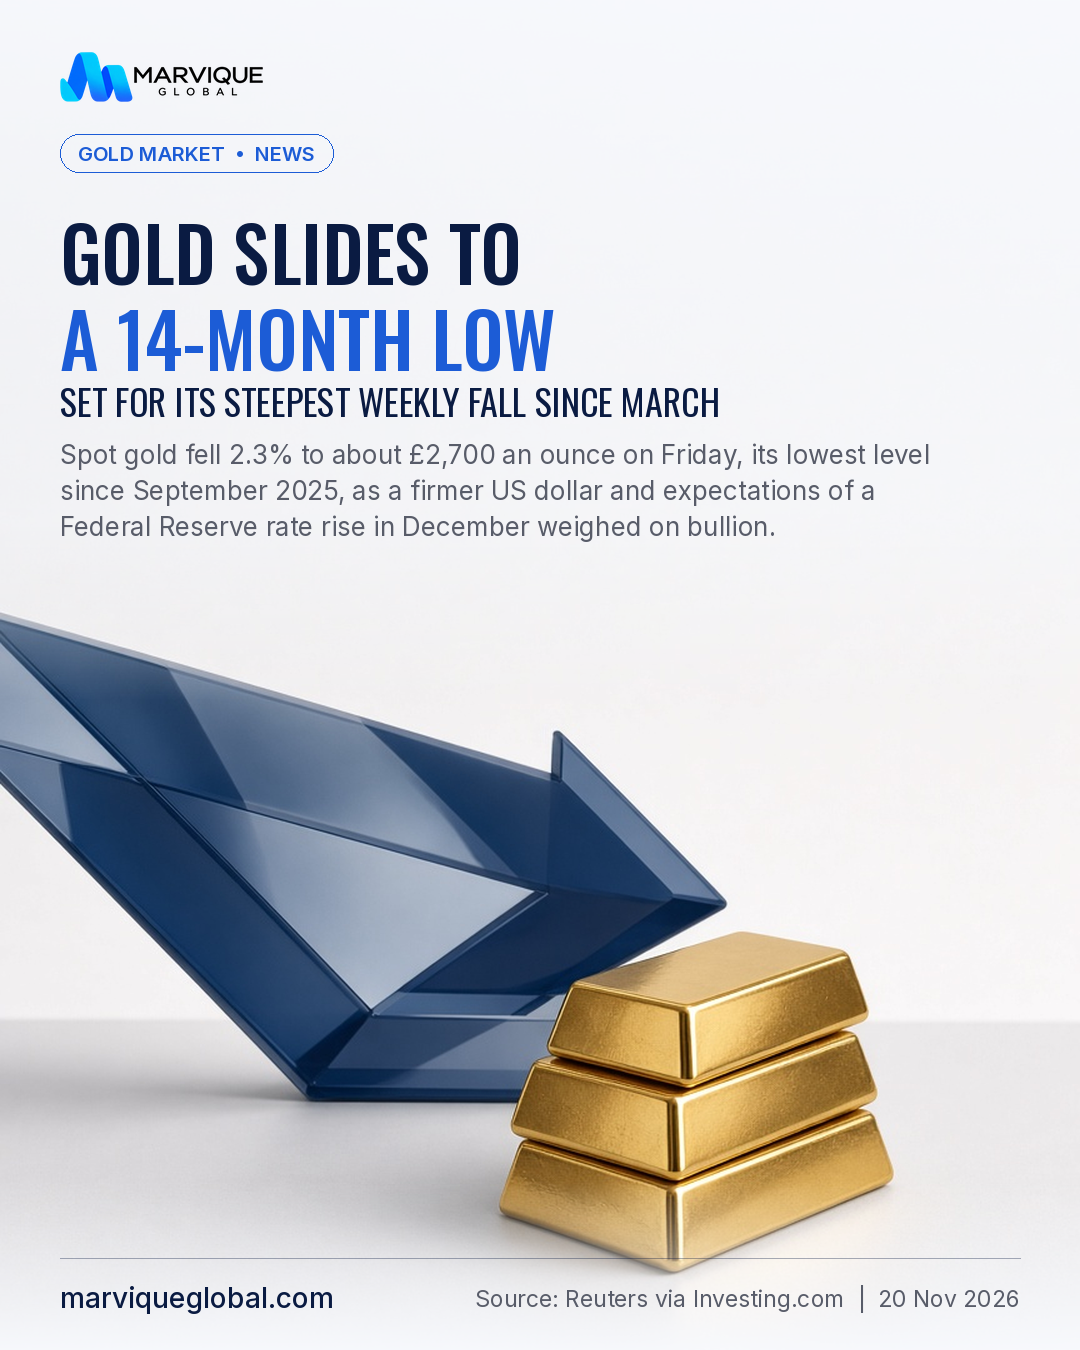 MARVIQUE
GLOBAL
GOLD MARKET • NEWS
GOLD SLIDES TO
A 14-MONTH LOW
SET FOR ITS STEEPEST WEEKLY FALL SINCE MARCH
Spot gold fell 2.3% to about £2,700 an ounce on Friday, its lowest level
since September 2025, as a firmer US dollar and expectations of a
Federal Reserve rate rise in December weighed on bullion.
marviqueglobal.com
Source: Reuters via Investing.com | 20 Nov 2026